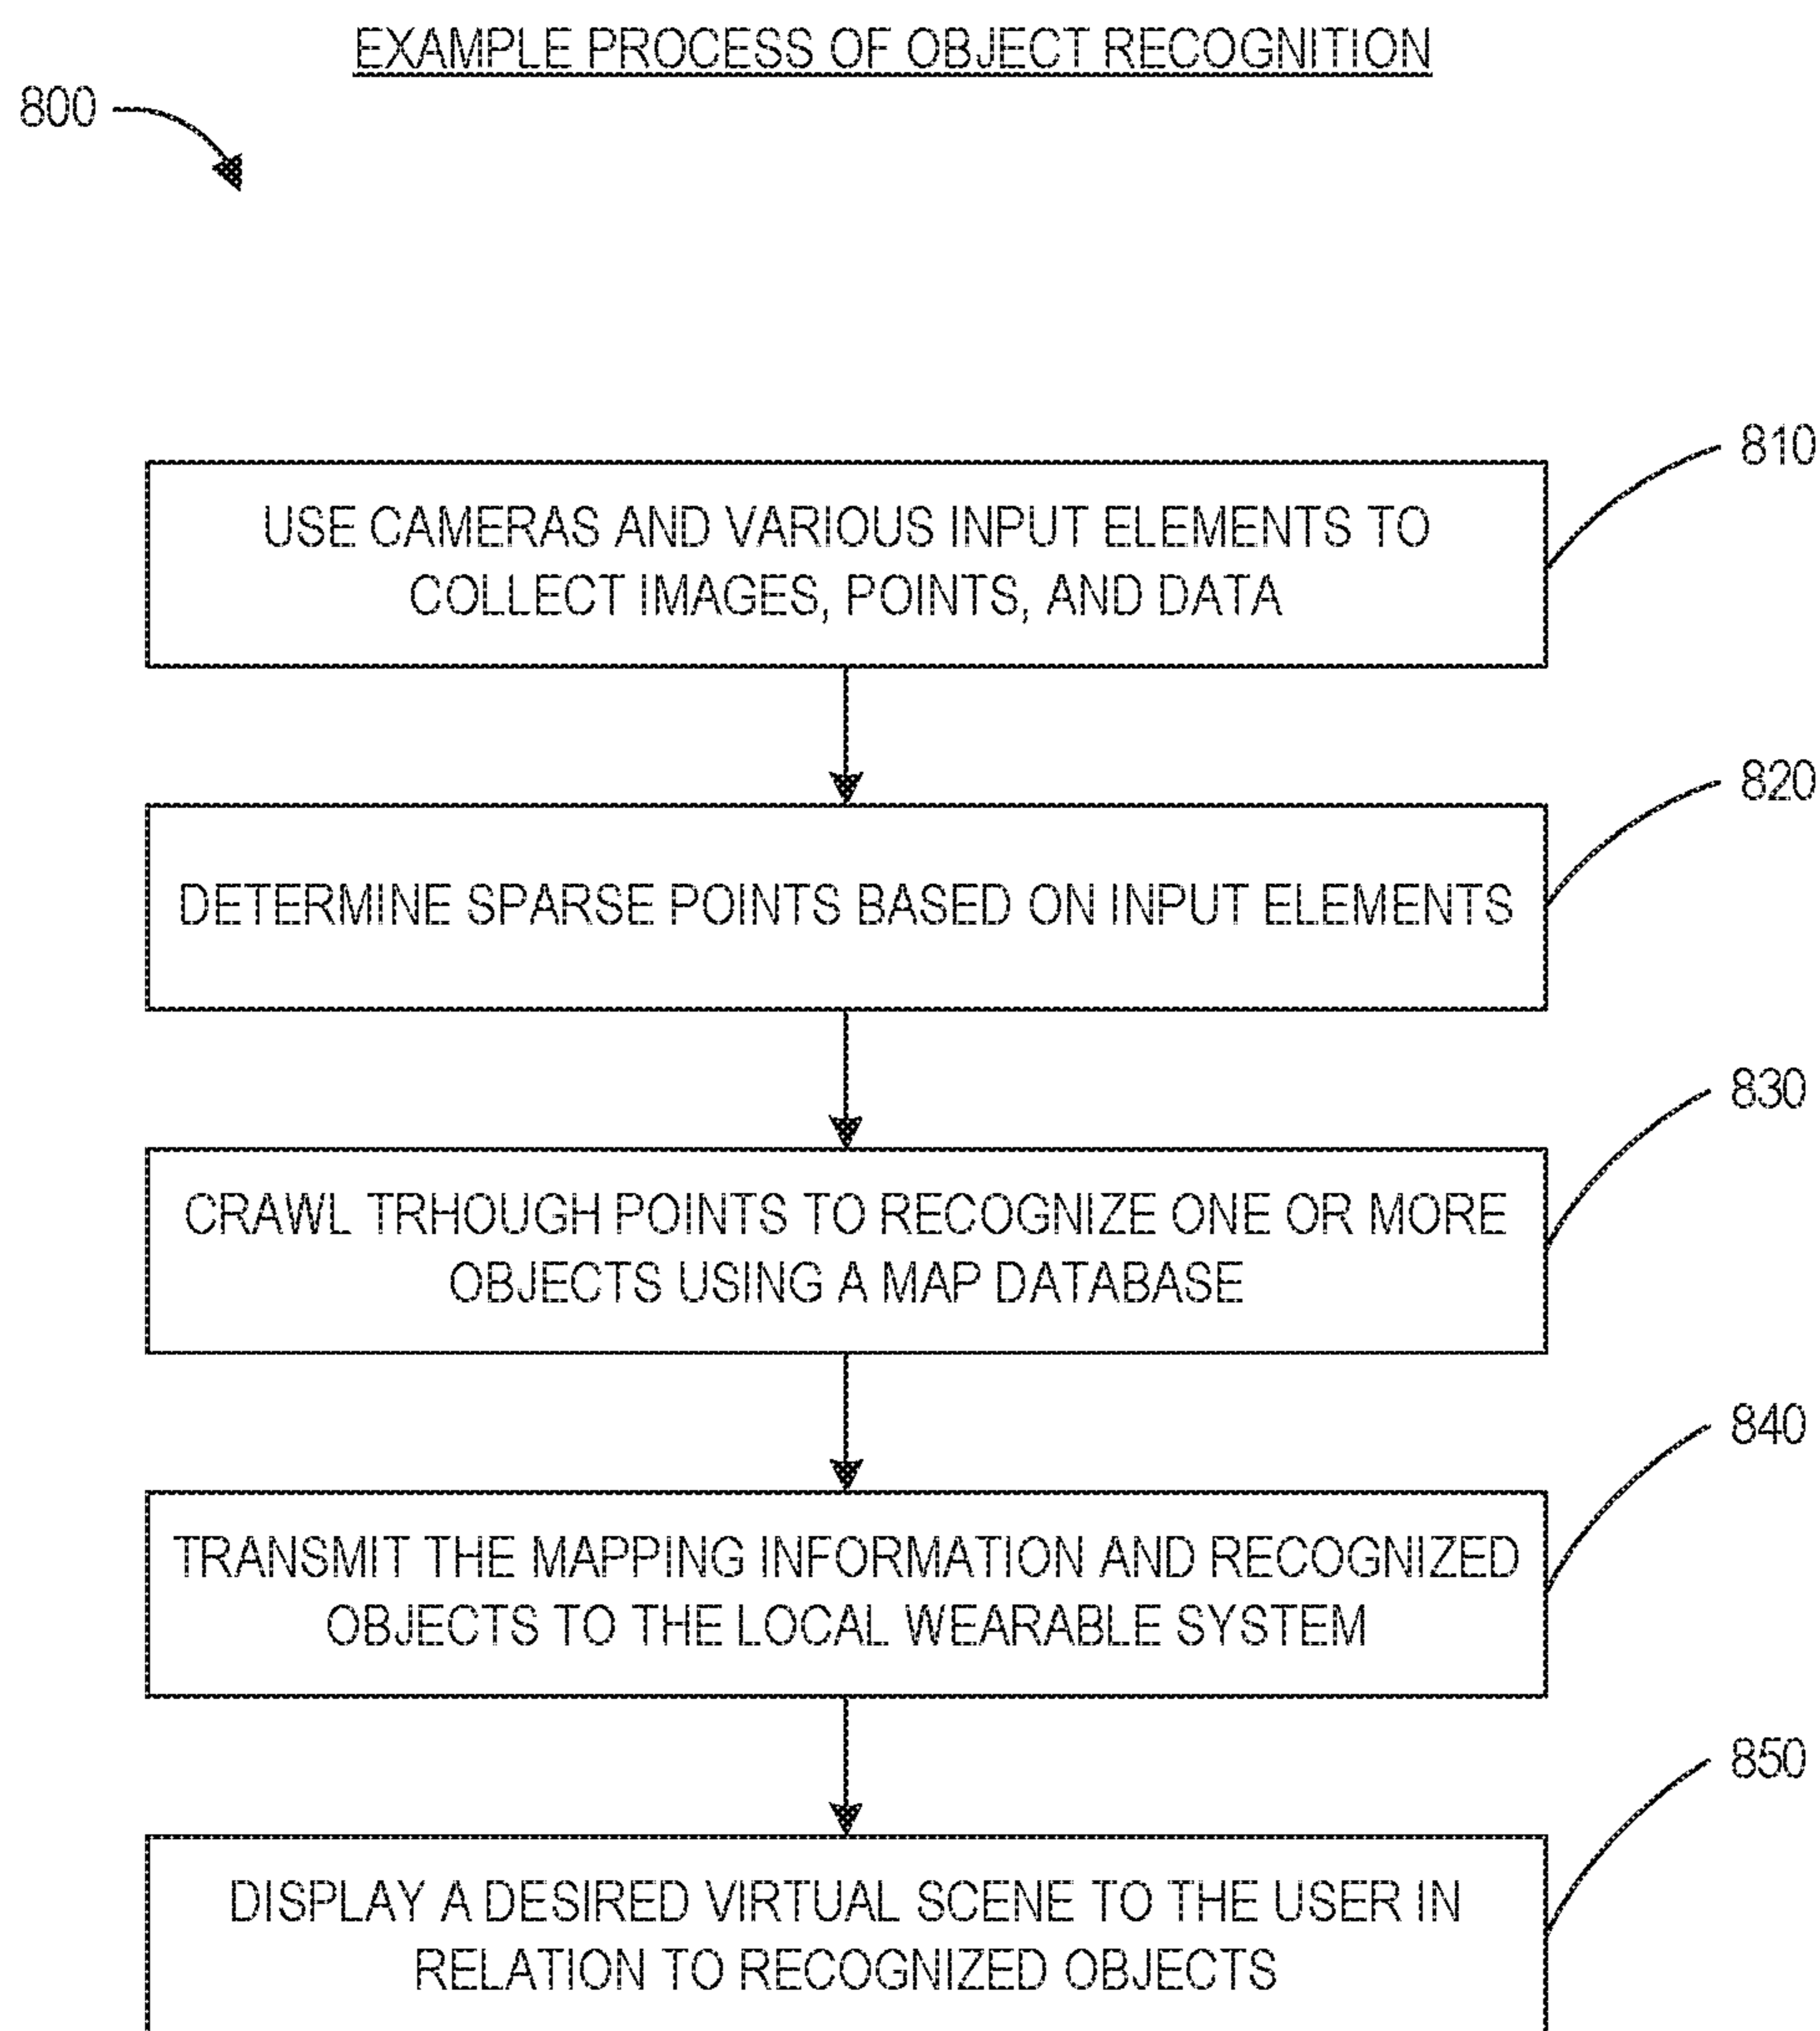 EXAMPLE PROCESS OF OBJECT RECOGNITION
800
810
USE CAMERAS AND VARIOUS INPUT ELEMENTS TO
COLLECT IMAGES, POINTS, AND DATA
820
DETERMINE SPARSE POINTS BASED ON INPUT ELEMENTS
830
CRAWL TRHOUGH POINTS TO RECOGNIZE ONE OR MORE
OBJECTS USING A MAP DATABASE
840
TRANSMIT THE MAPPING INFORMATION AND RECOGNIZED
OBJECTS TO THE LOCAL WEARABLE SYSTEM
850
DISPLAY A DESIRED VIRTUAL SCENE TO THE USER IN
RELATION TO RECOGNIZED OBJECTS